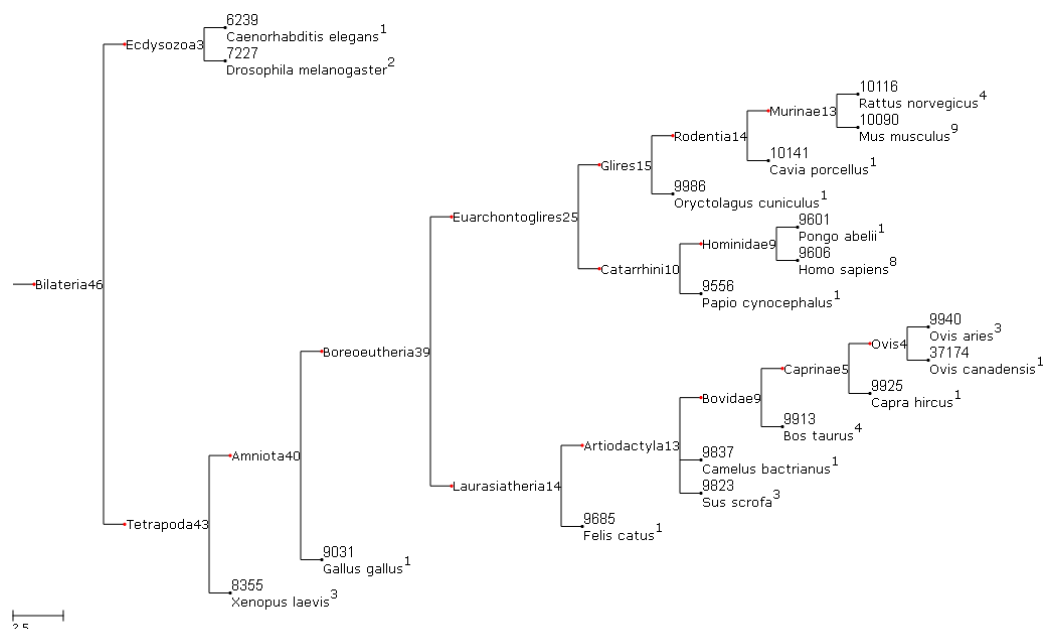 6239
Caenorhabditis elegans1
Ecdysozoa3
7227
Drosophila melanogaster2
10116
Rattus norvegicus4
Murinae13
10090
Mus musculus9
Rodentia14
10141
Cavia porcellus1
Glires15
9986
Oryctolagus cuniculus1
Euarchontoglires25
9601
Pongo abelii1
Hominidae9
9606
Homo sapiens8
Catarrhini10
9556
Papio cynocephalus1
Bilateria46
9940
Ovis aries3
Ovis4
37174
Ovis canadensis1
Boreoeutheria39
Caprinae5
9925
Capra hircus1
Bovidae9
9913
Bos taurus4
Artiodactyla13
9837
Camelus bactrianus1
Amniota40
Laurasiatheria14
9823
Sus scrofa3
9685
Felis catus1
Tetrapoda43
9031
Gallus gallus1
8355
Xenopus laevis3
2.5